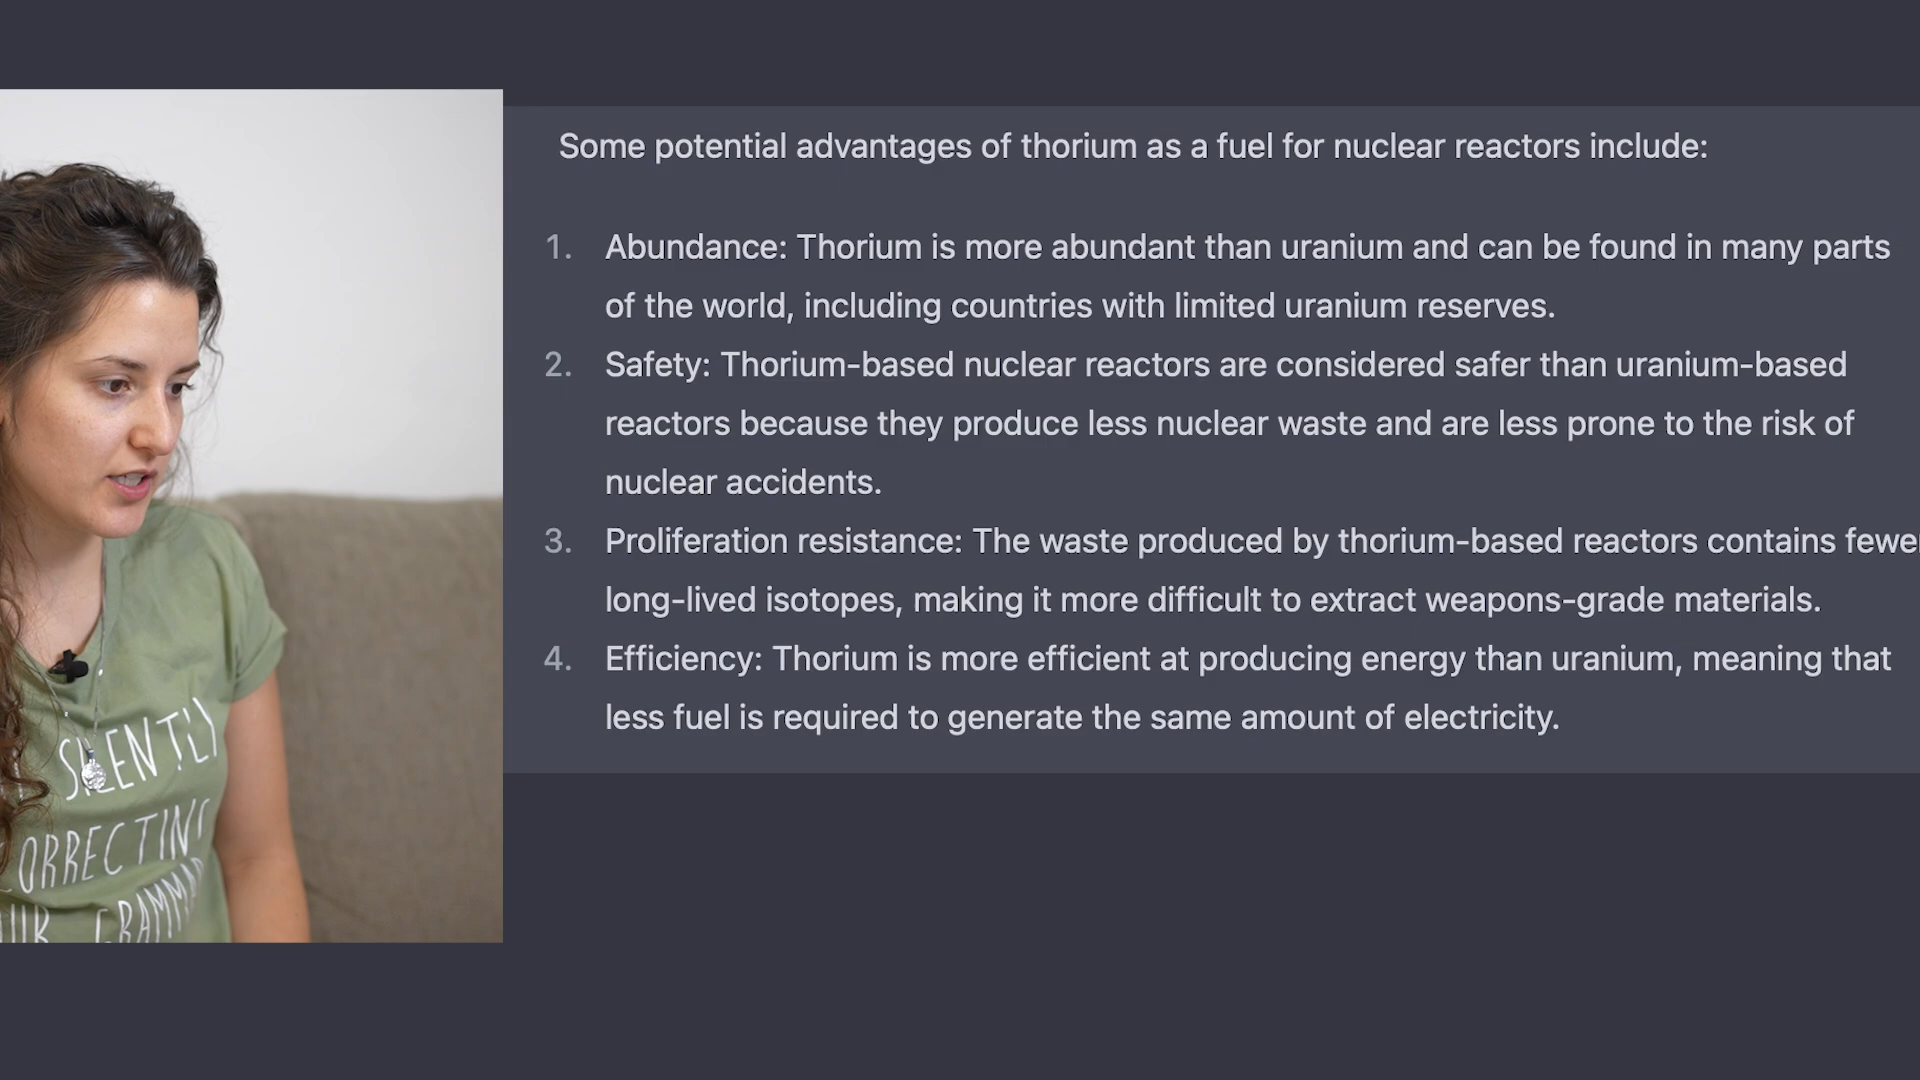 Some potential advantages of thorium as a fuel for nuclear reactors include:
1. Abundance: Thorium is more abundant than uranium and can be found in many parts
of the world, including countries with limited uranium reserves.
2. Safety: Thorium-based nuclear reactors are considered safer than uranium-based
reactors because they produce less nuclear waste and are less prone to the risk of
nuclear accidents.
3. Proliferation resistance: The waste produced by thorium-based reactors contains fewer
long-lived isotopes, making it more difficult to extract weapons-grade materials.
4. Efficiency: Thorium is more efficient at producing energy than uranium, meaning that
less fuel is required to generate the same amount of electricity.
SILENTLY
CORRECTING
GRAMMAR